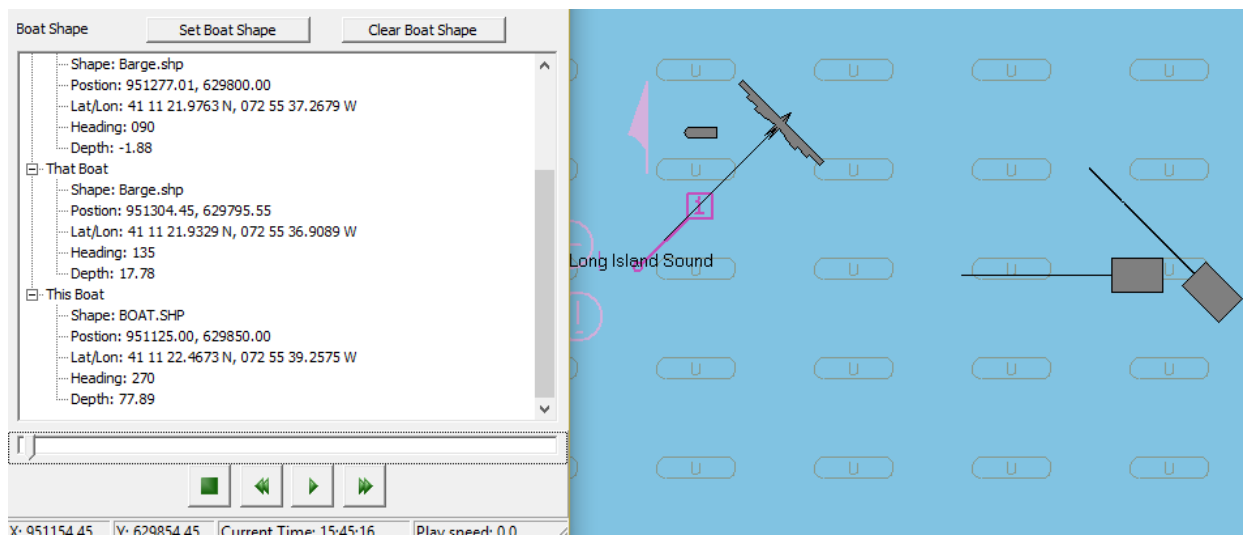 Boat Shape
Set Boat Shape
Clear Boat Shape
Shape: Barge.shp
Postion: 951277.01, 629800.00
Lat/Lon: 41 11 21.9763 N, 072 55 37.2679 W
Heading: 090
Depth: -1.88
That Boat
Shape: Barge.shp
Postion: 951304.45, 629795.55
Lat/Lon: 41 11 21.9329 N, 072 55 36.9089 W
Heading: 135
Depth: 17.78
This Boat
Shape: BOAT.SHP
Postion: 951125.00, 629850.00
Lat/Lon: 41 11 22.4673 N, 072 55 39.2575 W
Heading: 270
Depth: 77.89
X: 951154.45 Y: 629854.45 Current Time: 15:45:16 Play speed: 0.0
U U U U
U U U U
1
Long Island Sound U U U U
U U U U
U U U U